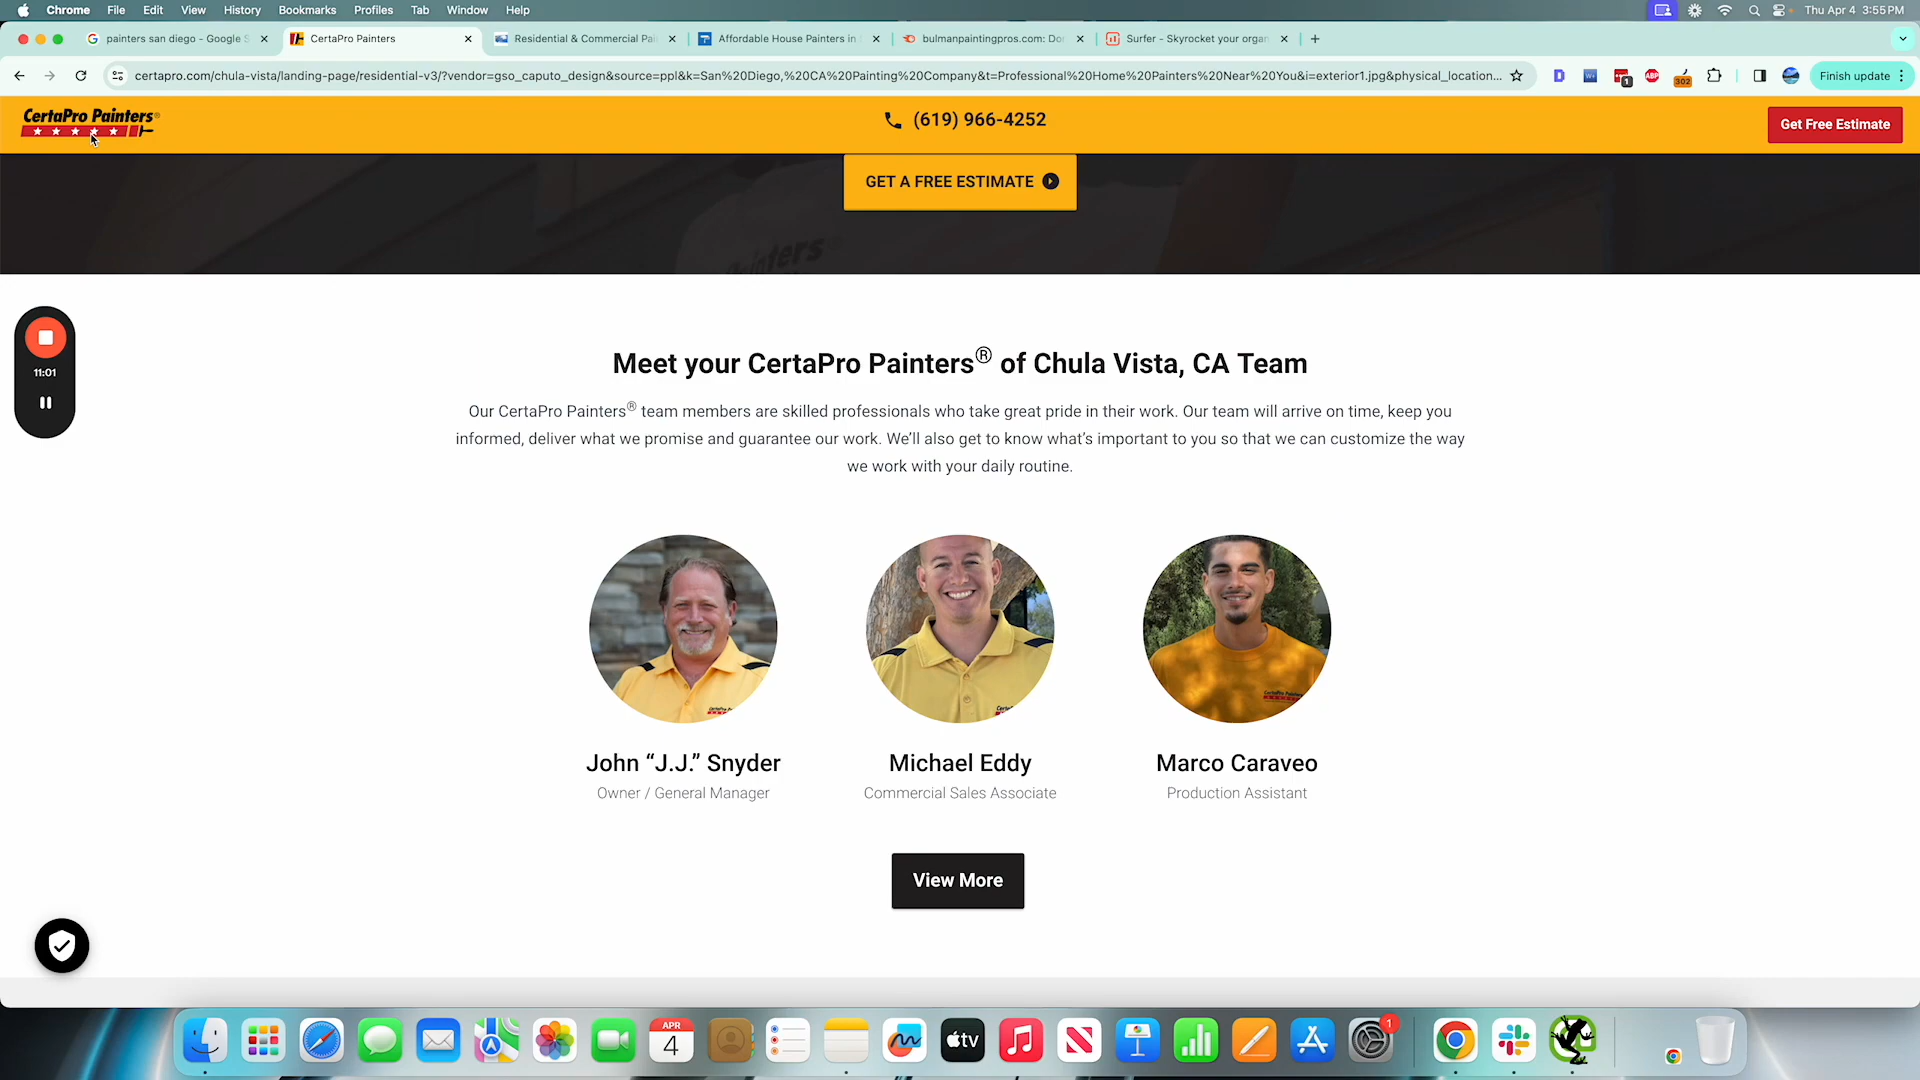 Chrome File Edit View History Bookmarks Profiles Tab Window Help Thu Apr 4 3:55 PM
painters san diego - Google S CertaPro Painters Residential & Commercial Pai Affordable House Painters in bulmanpaintingpros.com: Do Surfer - Skyrocket your organ
certapro.com/chula-vista/landing-page/residential-v3/?vendor=gso_caputo_design&source=ppl&k=San%20Diego,%20CA%20Painting%20Company&t=Professional%20Home%20Painters%20Near%20You&i=exterior1.jpg&physical_location... D W 1 ABP 302 Finish update
CertaPro Painters® (619) 966-4252 Get Free Estimate
GET A FREE ESTIMATE
Painters
11:01
Meet your CertaPro Painters® of Chula Vista, CA Team
Our CertaPro Painters® team members are skilled professionals who take great pride in their work. Our team will arrive on time, keep you
informed, deliver what we promise and guarantee our work. We'll also get to know what's important to you so that we can customize the way
we work with your daily routine.
John “J.J.” Snyder Michael Eddy Marco Caraveo
Owner / General Manager Commercial Sales Associate Production Assistant
View More
APR
4
tv
1